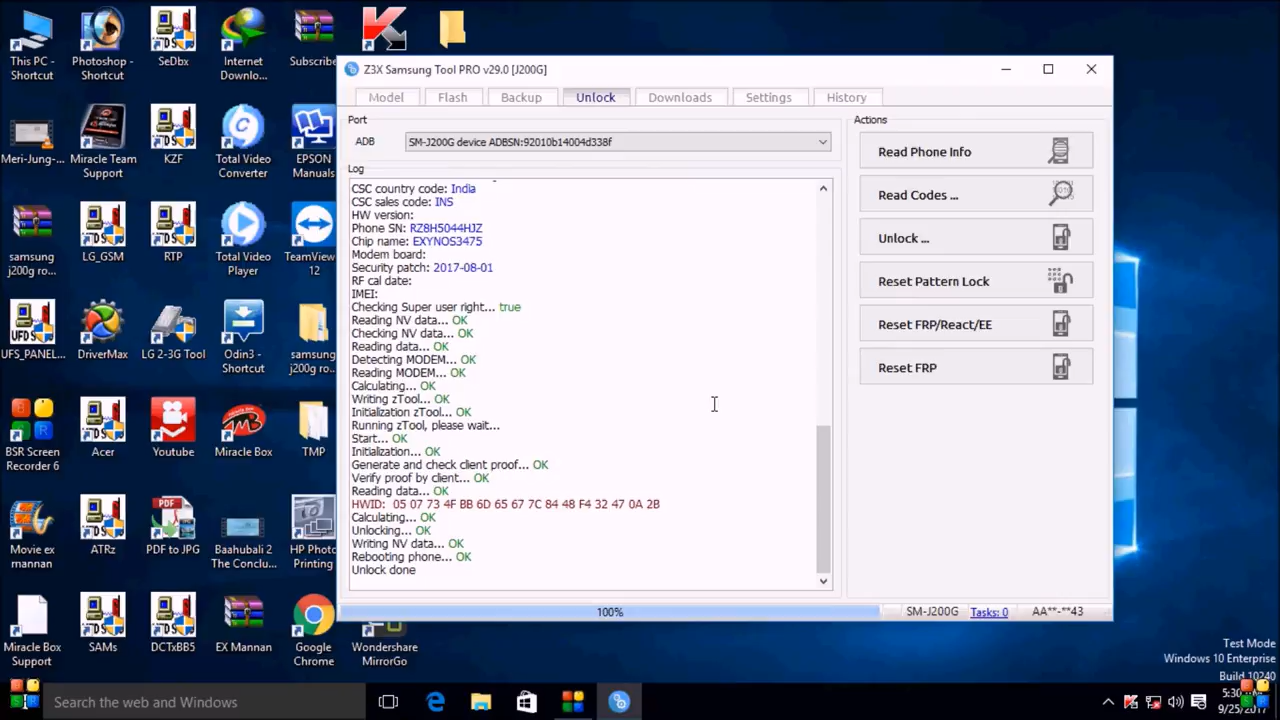 This PC -
Shortcut
Photoshop -
Shortcut
SeDbx
Internet
Downlo...
Subscribe
Meri-Jung-...
Miracle Team
Support
KZF
Total Video
Converter
EPSON
Manuals
samsung
j200g ro...
LG_GSM
RTP
Total Video
Player
TeamViewer
12
UFS_PANEL...
DriverMax
LG 2-3G Tool
Odin3 -
Shortcut
samsung
j200g ro...
BSR Screen
Recorder 6
Acer
Youtube
Miracle Box
TMP
Movie ex
mannan
ATRz
PDF
PDF to JPG
Baahubali 2
The Conclu...
HP Photo
Printing
Miracle Box
Support
SAMs
DCTxBB5
EX Mannan
Google
Chrome
Wondershare
MirrorGo
Z3X Samsung Tool PRO v29.0 [J200G]
Model
Flash
Backup
Unlock
Downloads
Settings
History
Port
ADB
SM-J200G device ADBSN:92010b14004d338f
Log
CSC country code: India
CSC sales code: INS
HW version:
Phone SN: RZ8H5044HJZ
Chip name: EXYNOS3475
Modem board:
Security patch: 2017-08-01
RF cal date:
IMEI:
Checking Super user right... true
Reading NV data... OK
Checking NV data... OK
Reading data... OK
Detecting MODEM... OK
Reading MODEM... OK
Calculating... OK
Writing zTool... OK
Initialization zTool... OK
Running zTool, please wait...
Start... OK
Initialization... OK
Generate and check client proof... OK
Verify proof by client... OK
Reading data... OK
HWID: 05 07 73 4F BB 6D 65 67 7C 84 48 F4 32 47 0A 2B
Calculating... OK
Unlocking... OK
Writing NV data... OK
Rebooting phone... OK
Unlock done
Actions
Read Phone Info
Read Codes ...
Unlock ...
Reset Pattern Lock
Reset FRP/React/EE
Reset FRP
100%
SM-J200G
Tasks: 0
AA**-**43
Test Mode
Windows 10 Enterprise
Build 10240
Search the web and Windows
9/25/2017